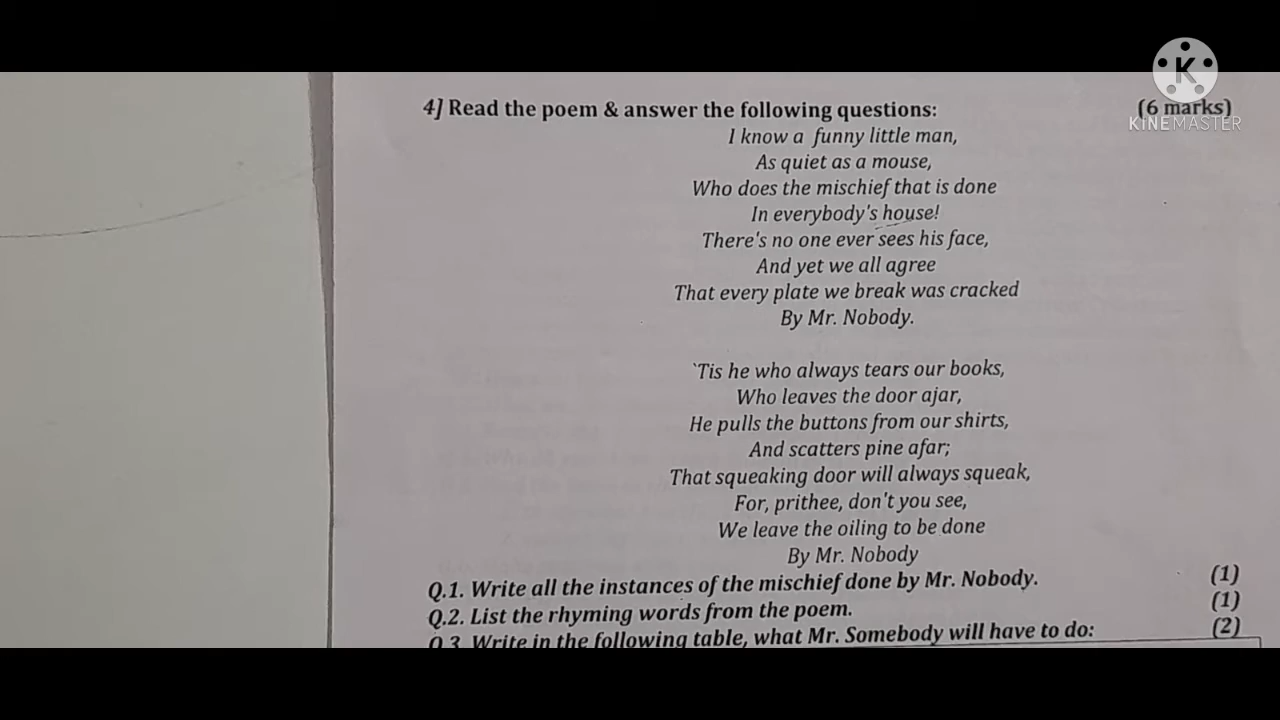 4] Read the poem & answer the following questions: (6 marks)
KINEMASTER
I know a funny little man,
As quiet as a mouse,
Who does the mischief that is done
In everybody's house!
There's no one ever sees his face,
And yet we all agree
That every plate we break was cracked
By Mr. Nobody.
`Tis he who always tears our books,
Who leaves the door ajar,
He pulls the buttons from our shirts,
And scatters pine afar;
That squeaking door will always squeak,
For, prithee, don't you see,
We leave the oiling to be done
By Mr. Nobody
Q.1. Write all the instances of the mischief done by Mr. Nobody. (1)
Q.2. List the rhyming words from the poem. (1)
Q.3. Write in the following table, what Mr. Somebody will have to do: (2)